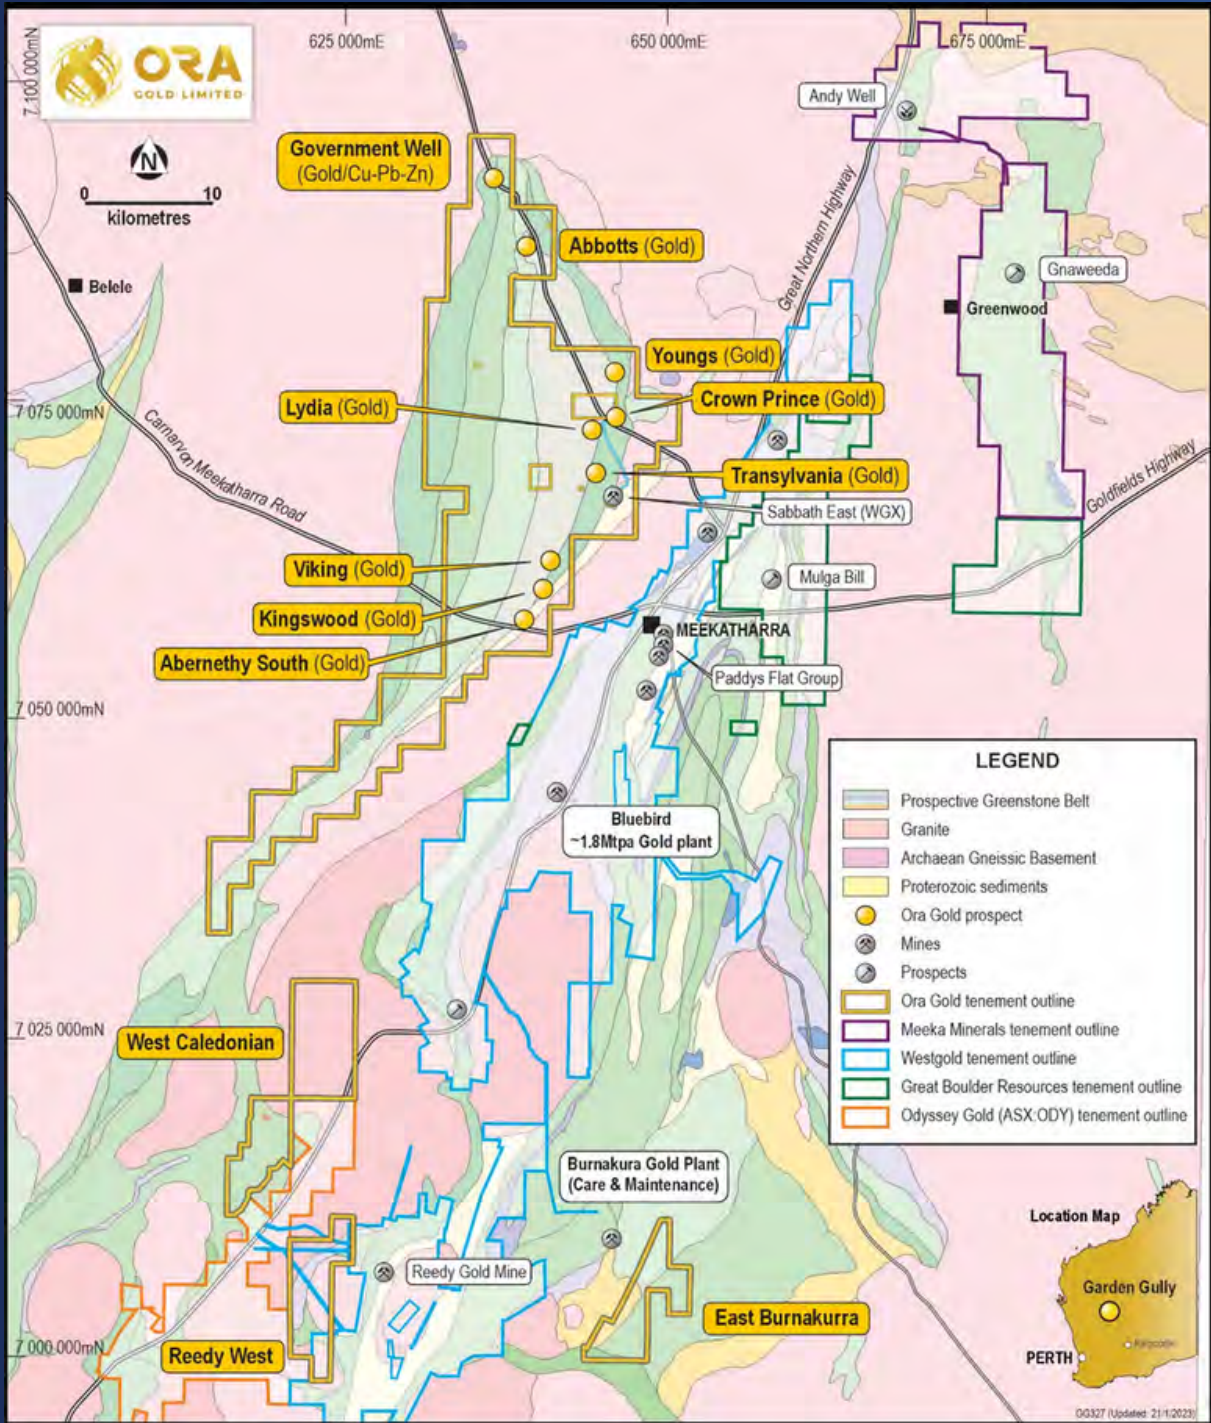 625 000mE
650 000mE
675 000mE
7 100 000mN
ORA
GOLD LIMITED
N
0 10
kilometres
Government Well
(Gold/Cu-Pb-Zn)
Andy Well
Abbotts (Gold)
Great Northern Highway
Gnaweeda
Belele
Greenwood
Youngs (Gold)
Lydia (Gold)
Crown Prince (Gold)
7 075 000mN
Carnarvon Meekatharra Road
Transylvania (Gold)
Goldfields Highway
Sabbath East (WGX)
Viking (Gold)
Mulga Bill
Kingswood (Gold)
MEEKATHARRA
Abernethy South (Gold)
Paddys Flat Group
7 050 000mN
LEGEND
Prospective Greenstone Belt
Granite
Archaean Gneissic Basement
Proterozoic sediments
Ora Gold prospect
Mines
Prospects
Ora Gold tenement outline
Meeka Minerals tenement outline
Westgold tenement outline
Great Boulder Resources tenement outline
Odyssey Gold (ASX:ODY) tenement outline
Bluebird
~1.8Mtpa Gold plant
West Caledonian
7 025 000mN
Burnakura Gold Plant
(Care & Maintenance)
Reedy Gold Mine
East Burnakurra
Reedy West
7 000 000mN
Location Map
Garden Gully
PERTH
GG327 (Updated: 21/1/2023)